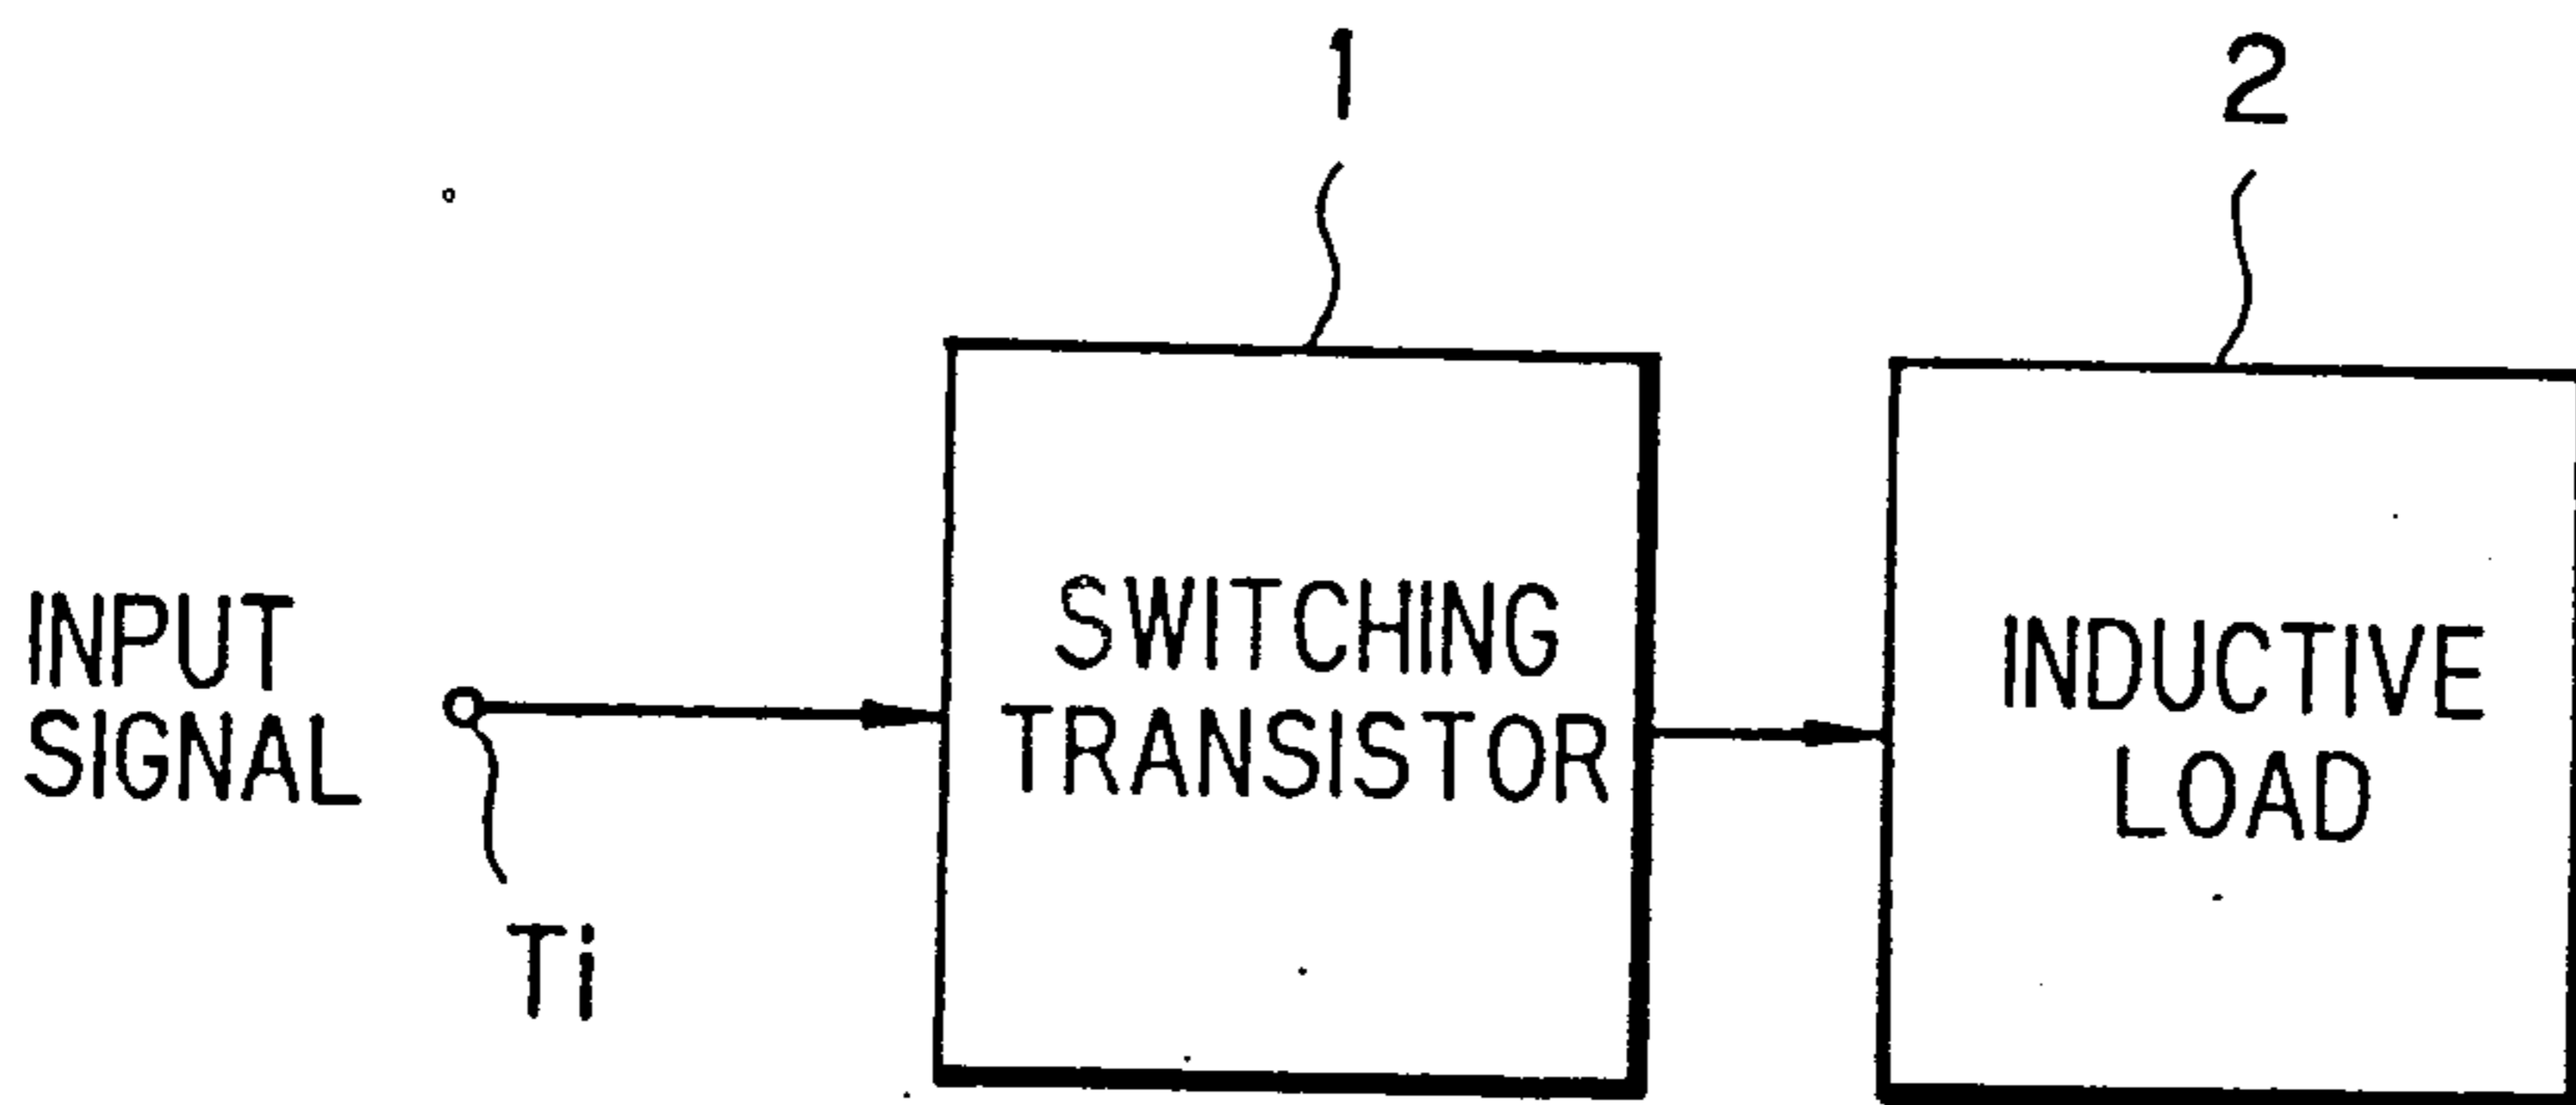 1
2
INPUT
SIGNAL
Ti
SWITCHING
TRANSISTOR
INDUCTIVE
LOAD